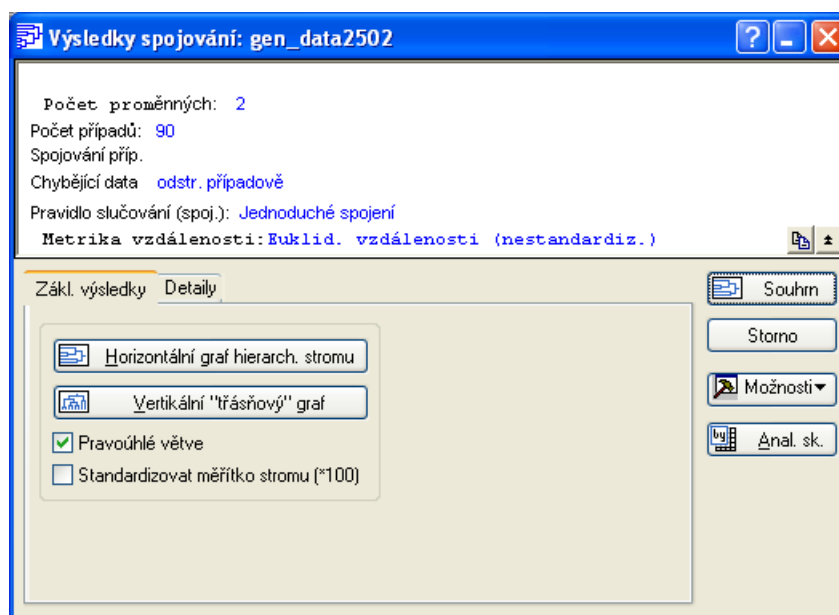 Výsledky spojování: gen_data2502
Počet proměnných: 2
Počet případů: 90
Spojování příp.
Chybějící data odstr. případově
Pravidlo slučování (spoj.): Jednoduché spojení
Metrika vzdálenosti:Euklid. vzdálenosti (nestandardiz.)
Zákl. výsledky Detaily
Horizontální graf hierarch. stromu
Vertikální "třásňový" graf
Pravoúhlé větve
Standardizovat měřítko stromu (*100)
Souhrn
Storno
Možnosti
by Anal. sk.